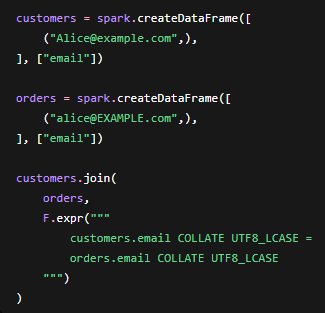 customers = spark.createDataFrame([
    ("Alice@example.com",),
], ["email"])

orders = spark.createDataFrame([
    ("alice@EXAMPLE.com",),
], ["email"])

customers.join(
    orders,
    F.expr("""
        customers.email COLLATE UTF8_LCASE =
        orders.email COLLATE UTF8_LCASE
    """)
)